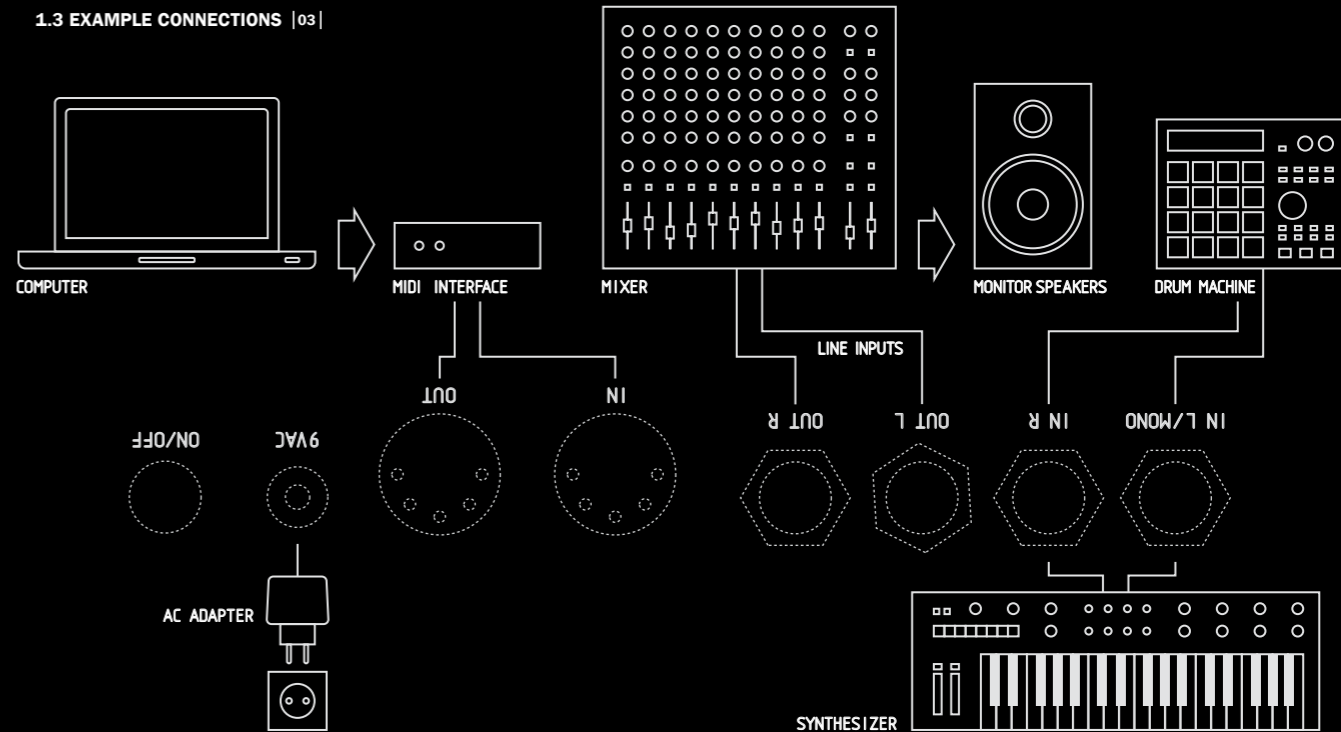 1.3 EXAMPLE CONNECTIONS |03|
COMPUTER
MIDI INTERFACE
MIXER
MONITOR SPEAKERS
DRUM MACHINE
LINE INPUTS
ON/OFF
9VAC
OUT
IN
OUT R
OUT L
IN R
IN L/MONO
AC ADAPTER
SYNTHESIZER